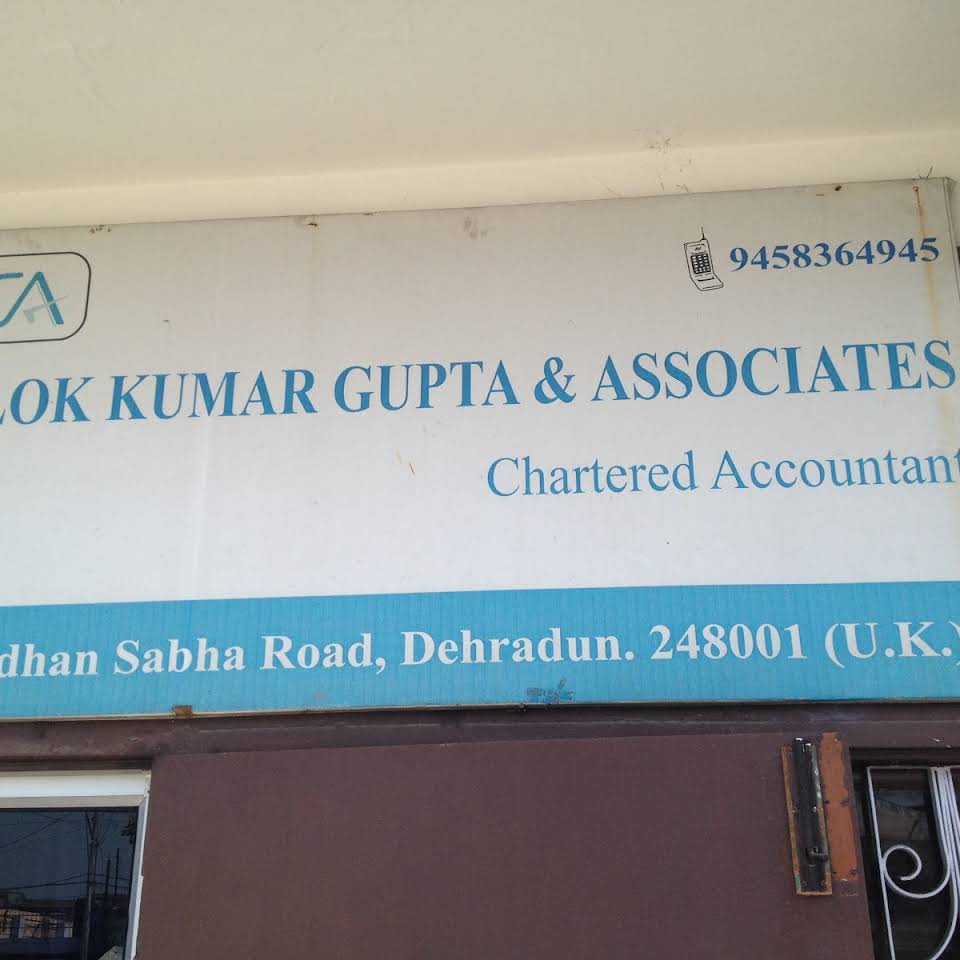 CA
9458364945
LOK KUMAR GUPTA & ASSOCIATES
Chartered Accountant
dhan Sabha Road, Dehradun. 248001 (U.K.)